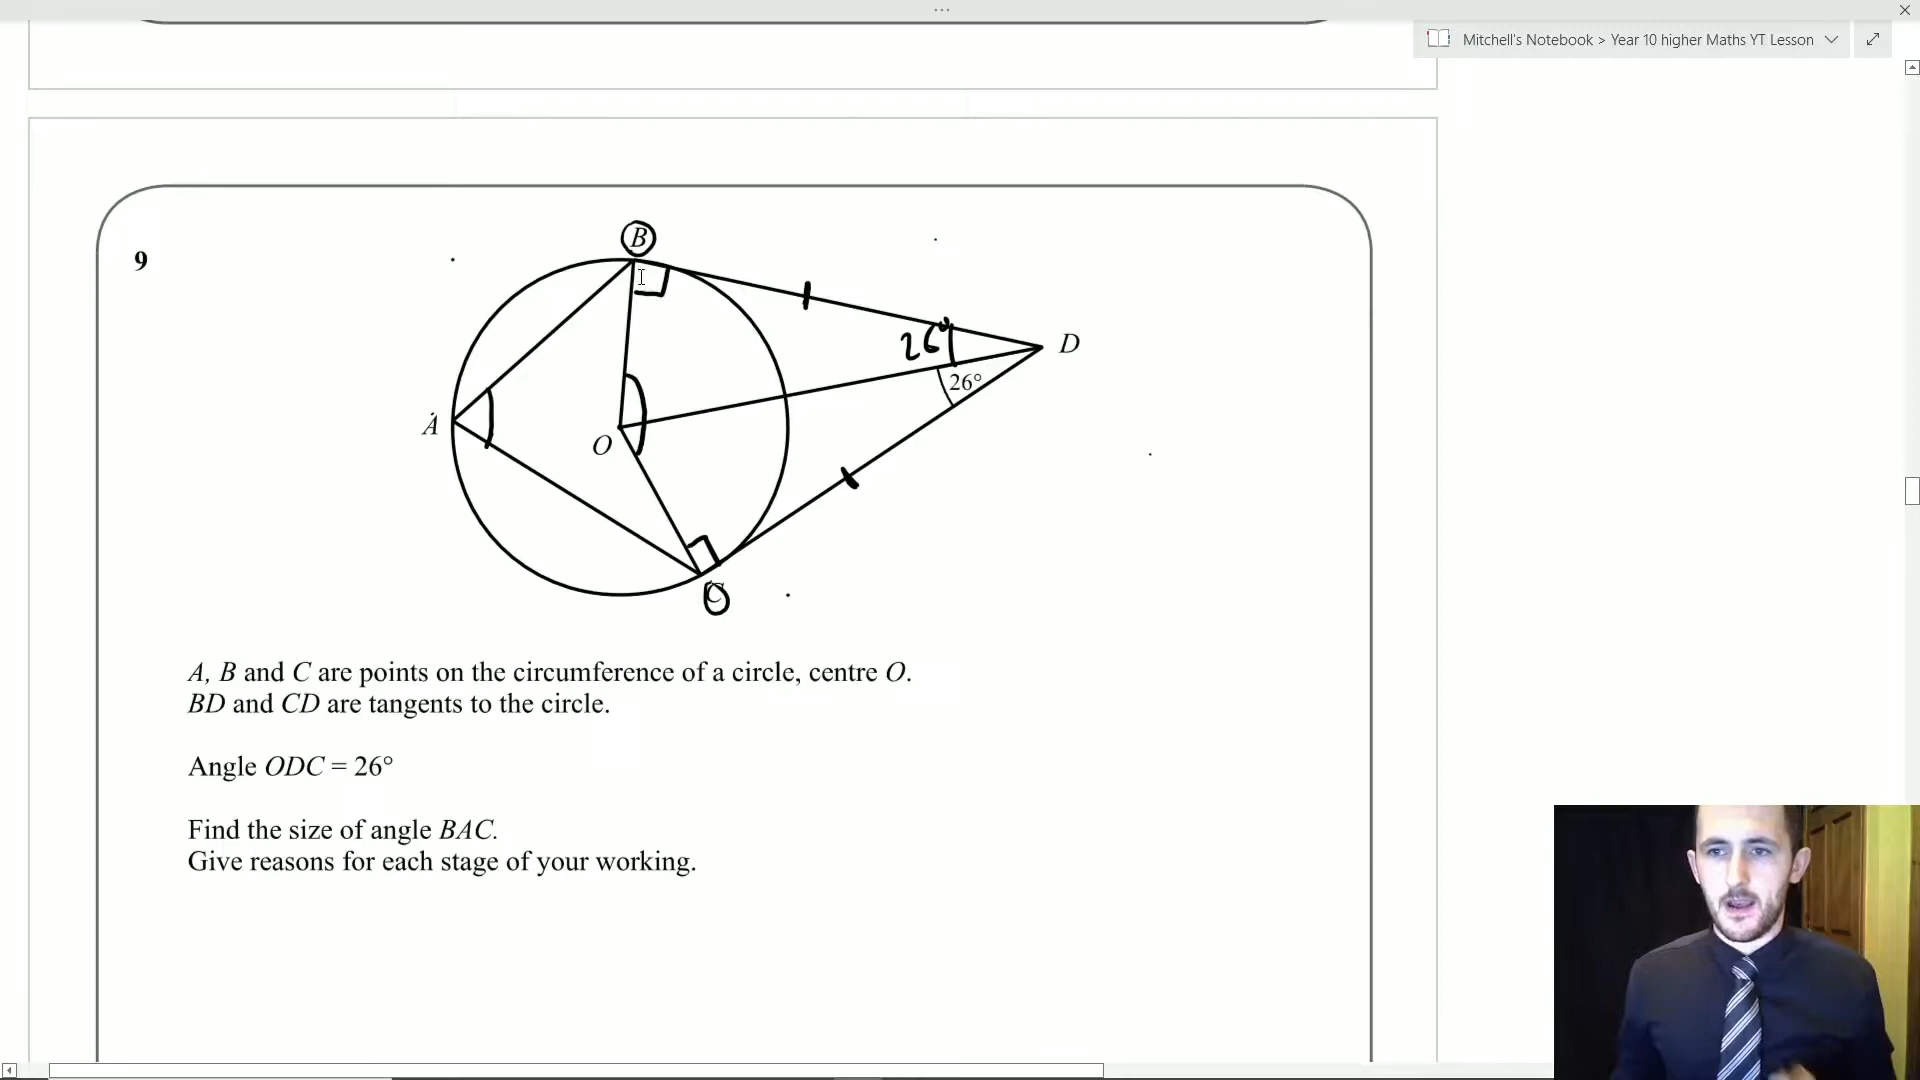 Mitchell's Notebook > Year 10 higher Maths YT Lesson
9
B
D
26°
26°
A
O
C
A, B and C are points on the circumference of a circle, centre O.
BD and CD are tangents to the circle.
Angle ODC = 26°
Find the size of angle BAC.
Give reasons for each stage of your working.